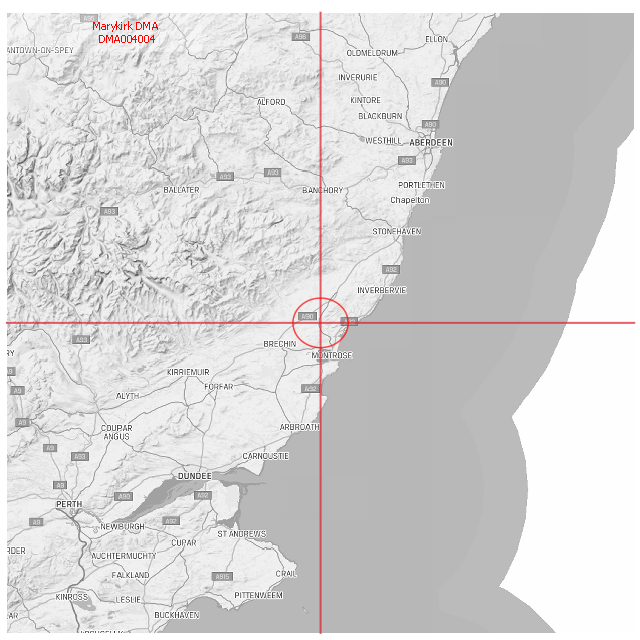 Marykirk DMA
DMA004004
ANTOWN-ON-SPEY
A96
ELLON
OLDMELDRUM
INVERURIE
A90
ALFORD
KINTORE
BLACKBURN
A90
WESTHILL
ABERDEEN
A93
A93
A93
BALLATER
BANCHORY
PORTLETHEN
Chapelton
A93
STONEHAVEN
A92
INVERBERVIE
A90
A93
BRECHIN
RY
MONTROSE
KIRRIEMUIR
A9
FORFAR
A92
ALYTH
A9
COUPAR
ANGUS
ARBROATH
A9
A93
CARNOUSTIE
DUNDEE
A9
A90
A92
PERTH
A9
NEWBURGH
A92
ST ANDREWS
CUPAR
RDER
AUCHTERMUCHTY
FALKLAND
A915
CRAIL
KINROSS
LESLIE
PITTENWEEM
AR
BUCKHAVEN